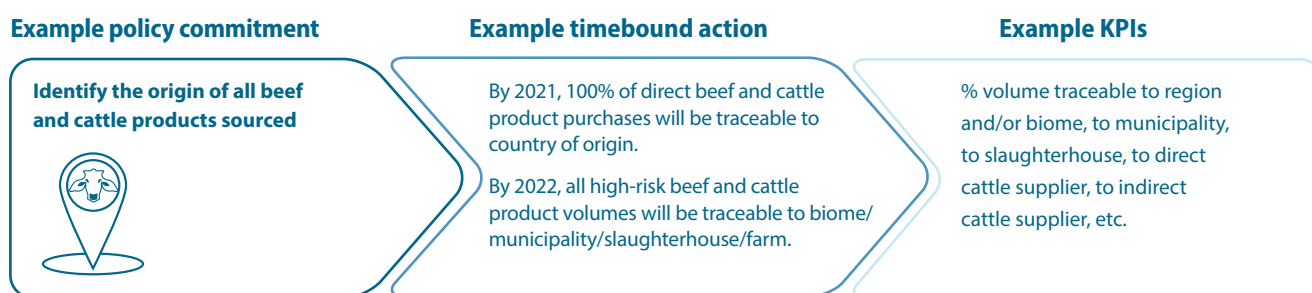 Example policy commitment
Identify the origin of all beef
and cattle products sourced
Example timebound action
By 2021, 100% of direct beef and cattle
product purchases will be traceable to
country of origin.
By 2022, all high-risk beef and cattle
product volumes will be traceable to biome/
municipality/slaughterhouse/farm.
Example KPIs
% volume traceable to region
and/or biome, to municipality,
to slaughterhouse, to direct
cattle supplier, to indirect
cattle supplier, etc.